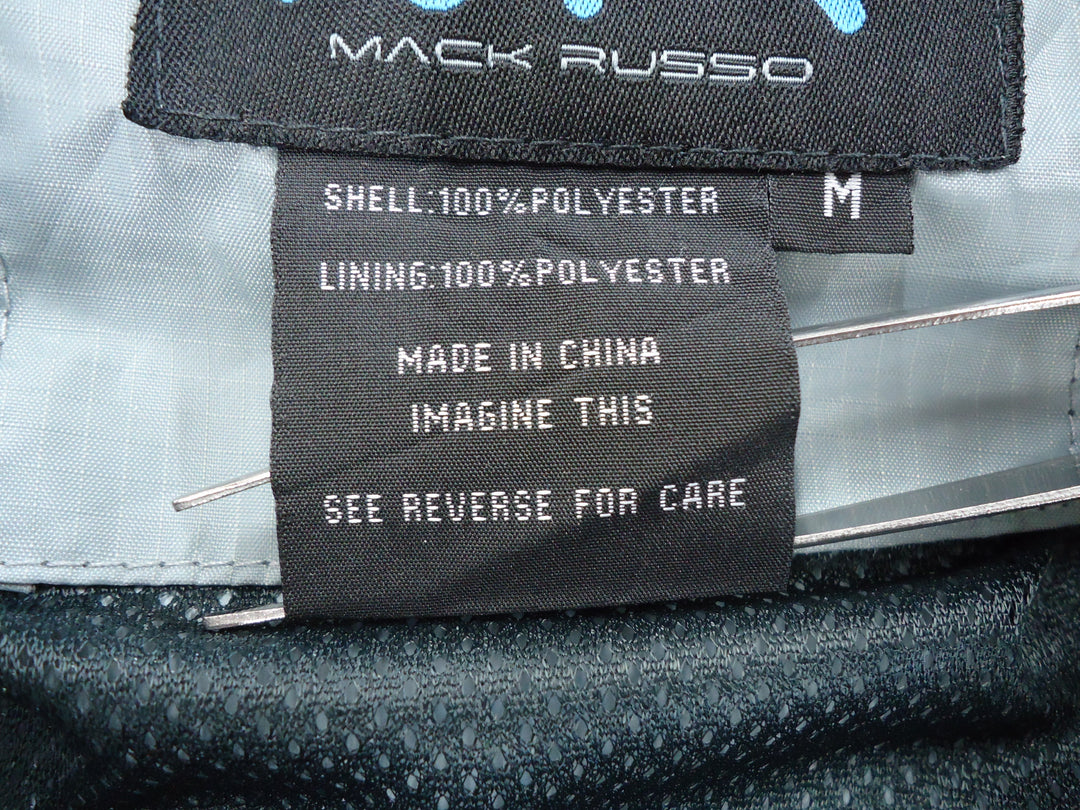 MACK RUSSO
SHELL:100%POLYESTER
M
LINING:100%POLYESTER
MADE IN CHINA
IMAGINE THIS
SEE REVERSE FOR CARE